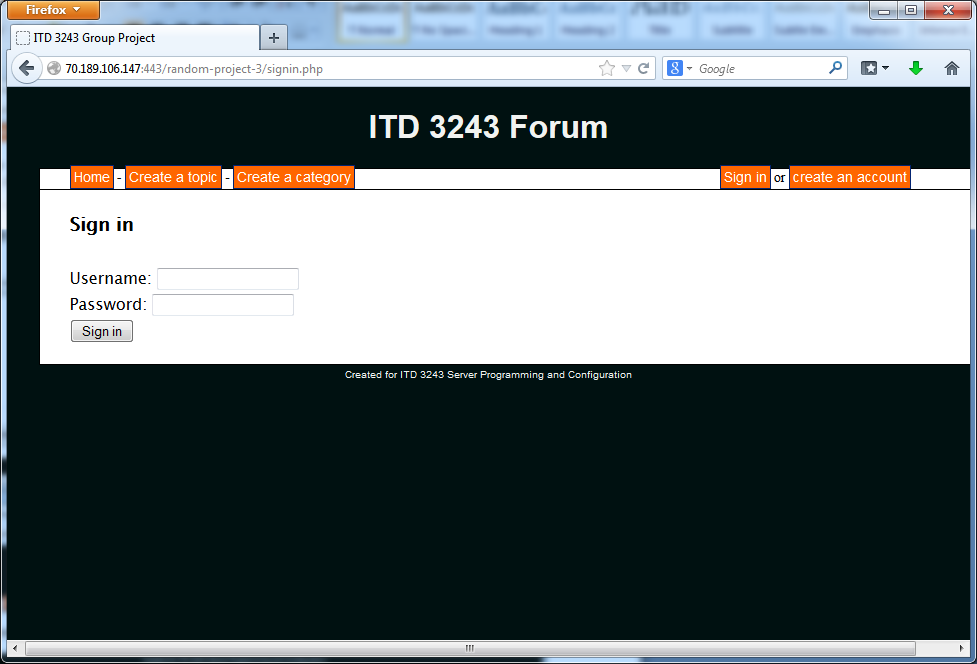 Firefox
ITD 3243 Group Project
70.189.106.147:443/random-project-3/signin.php
Google
ITD 3243 Forum
Home - Create a topic - Create a category
Sign in or create an account
Sign in
Username:
Password:
Sign in
Created for ITD 3243 Server Programming and Configuration